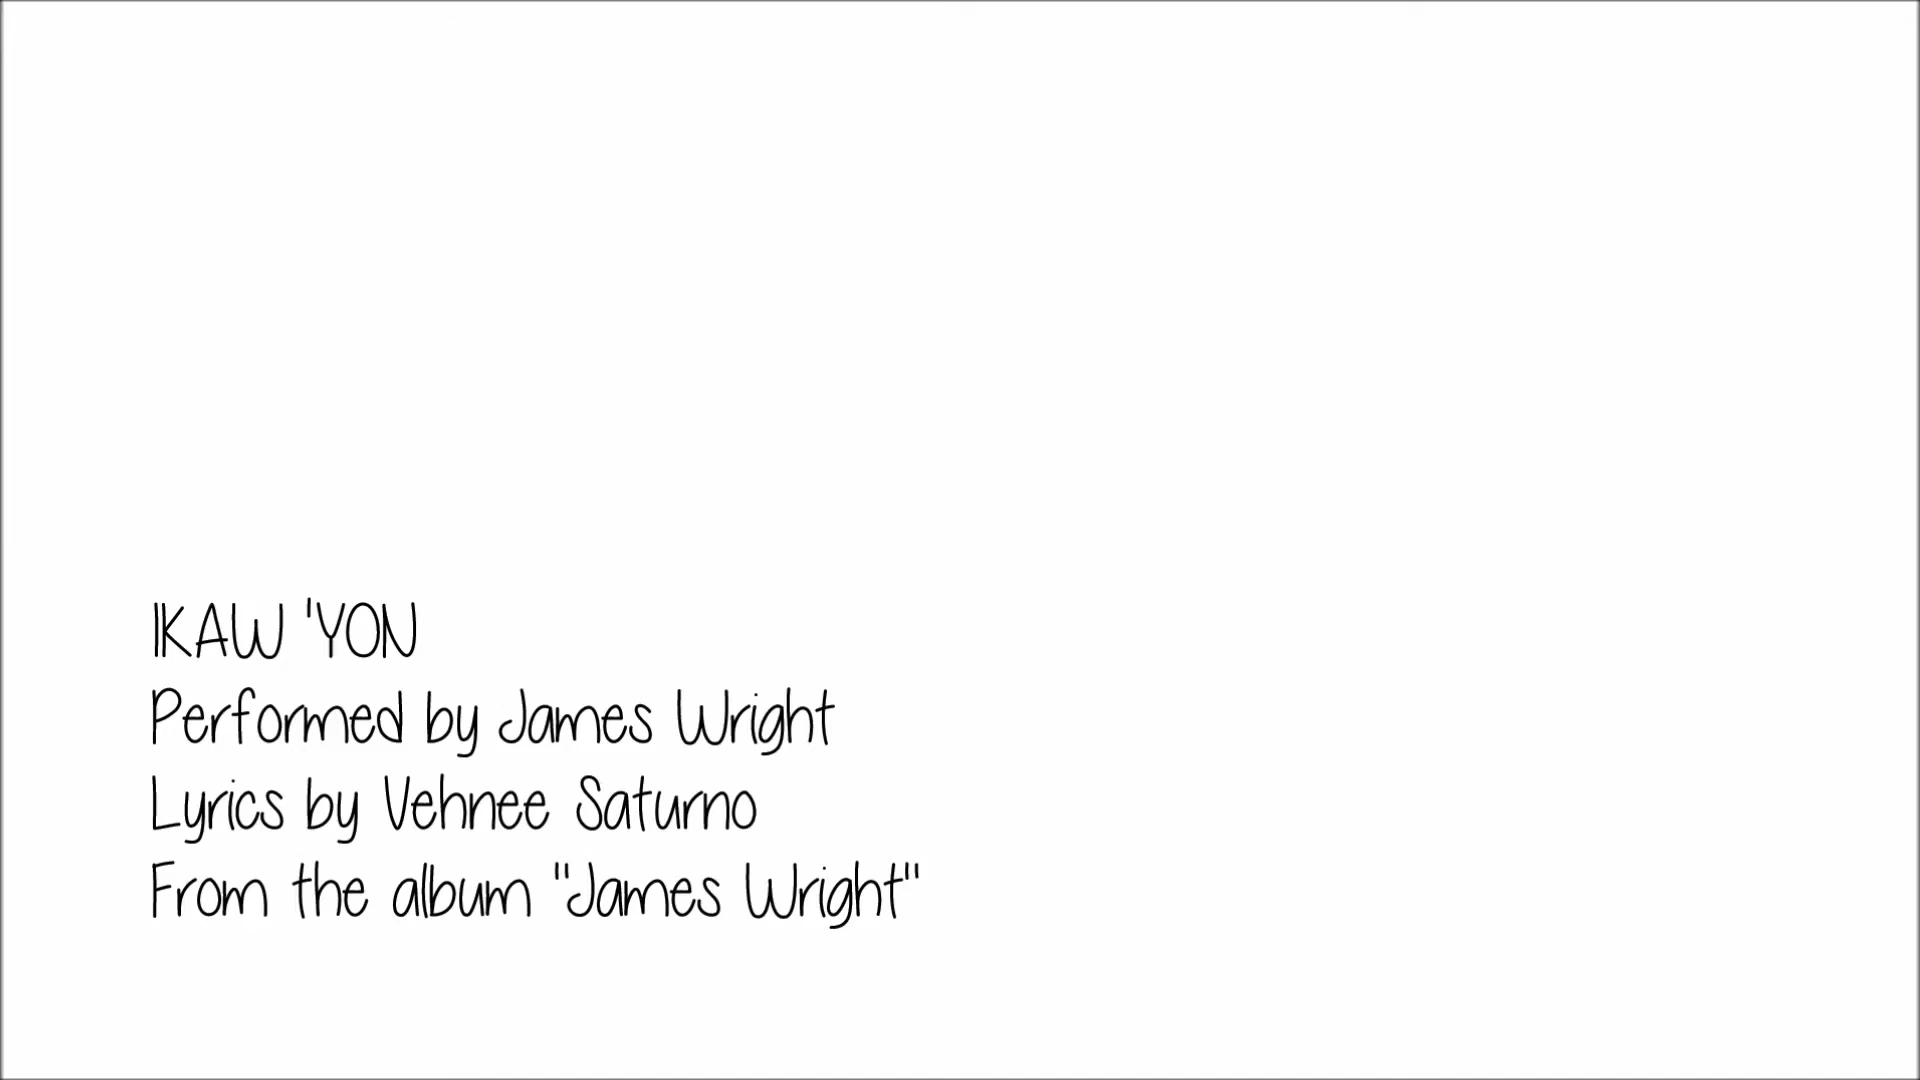 IKAW 'YON
Performed by James Wright
Lyrics by Vehnee Saturno
From the album "James Wright"